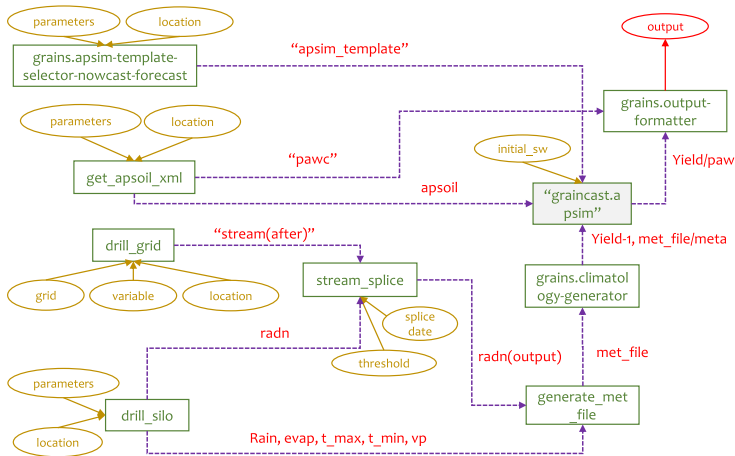 parameters
location
output
grains.apsim-template-
selector-nowcast-forecast
“apsim_template”
parameters
location
grains.output-
formatter
initial_sw
“pawc”
Yield/paw
get_apsoil_xml
apsoil
“graincast.a
psim”
“stream(after)”
drill_grid
Yield-1, met_file/meta
stream_splice
grains.climatol
ogy-generator
grid
variable
location
splice
date
radn
threshold
radn(output)
met_file
parameters
drill_silo
generate_met
_file
location
Rain, evap, t_max, t_min, vp